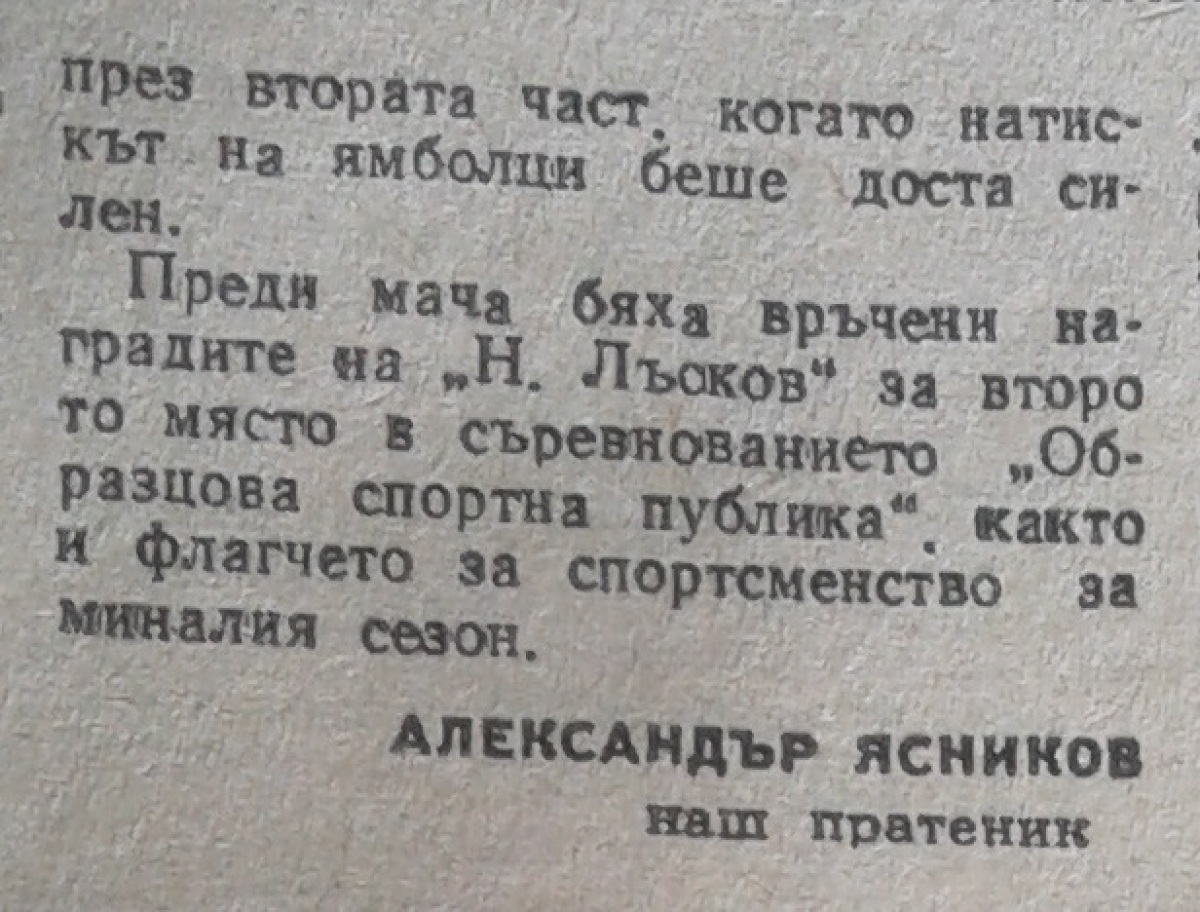 през втората част, когато натис-
кът на ямболци беше доста си-
лен.
Преди мача бяха връчени на-
градите на „Н. Лъсков“ за второ
то място в съревнованието „Об-
разцова спортна публика“, както
и флагчето за спортсменство за
миналия сезон.
АЛЕКСАНДЪР ЯСНИКОВ
наш пратеник